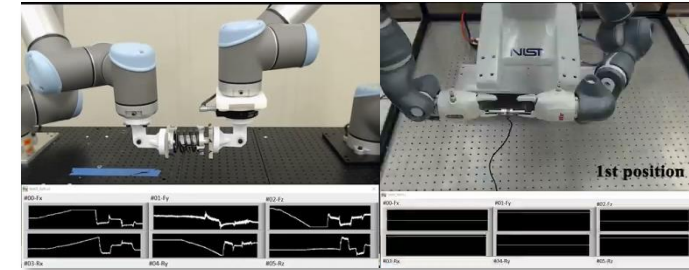 NIST
1st position
#00-Fx
#01-Fy
#02-Fz
#03-Rx
#04-Ry
#05-Rz
#00-Fx
#01-Fy
#02-Fz
#03-Rx
#04-Ry
#05-Rz